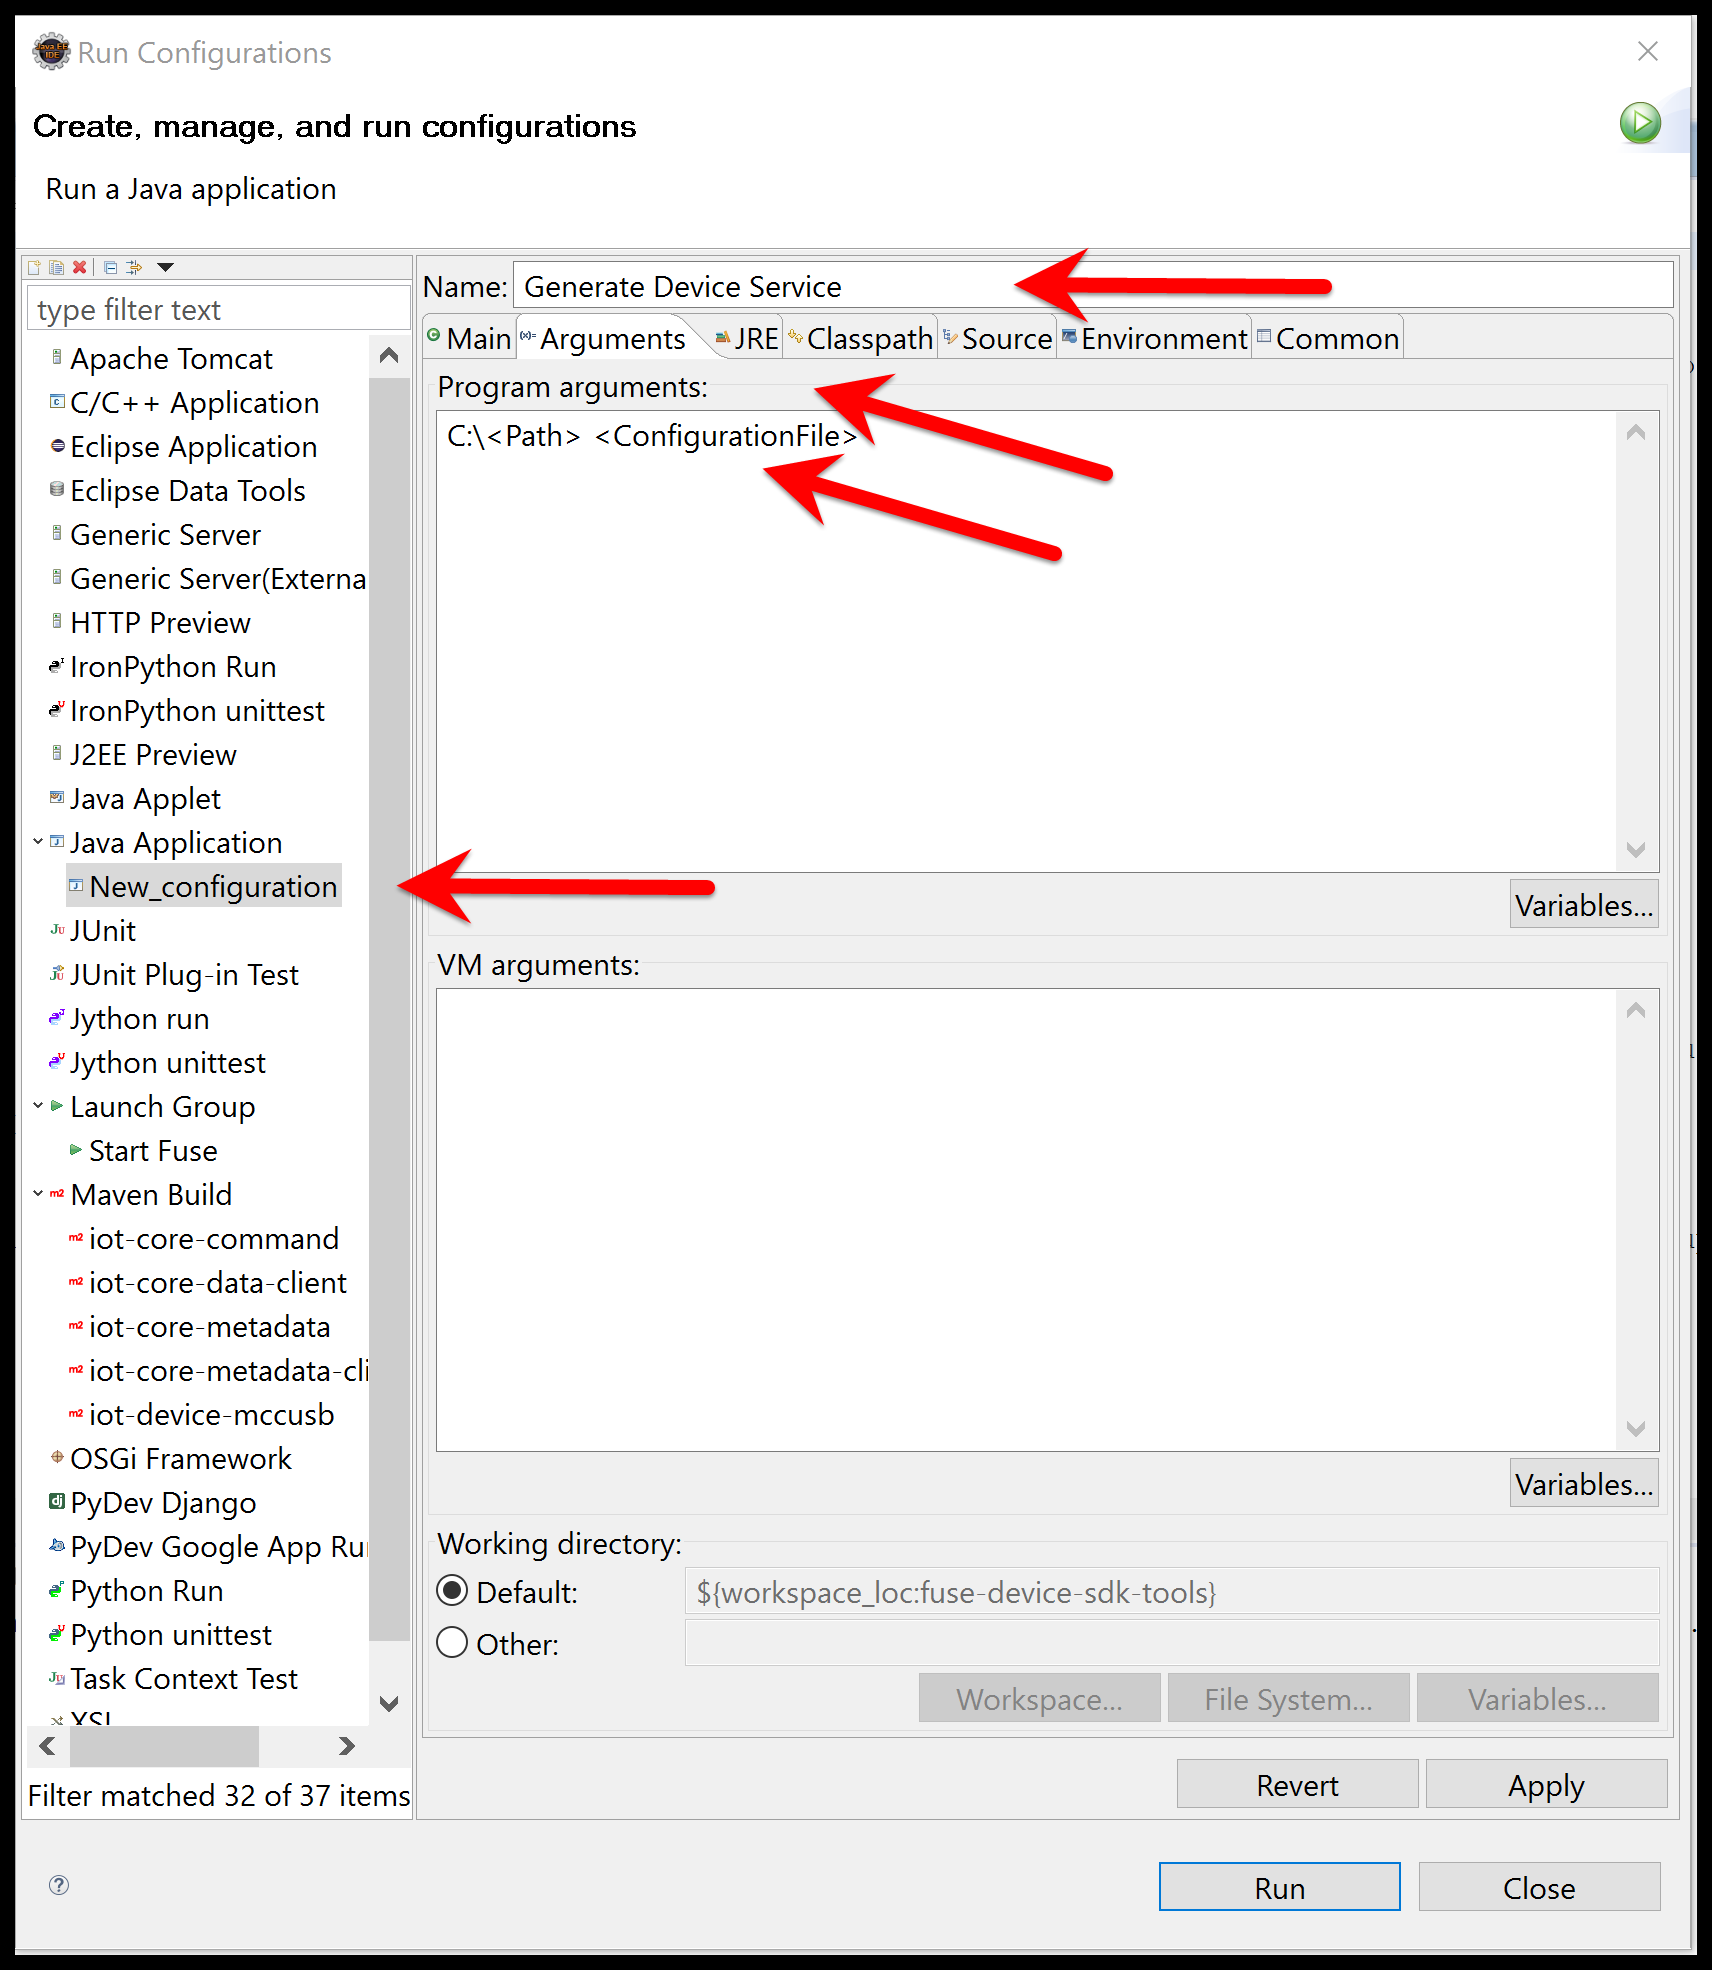 Run Configurations
Create, manage, and run configurations
Run a Java application
type filter text
Apache Tomcat
C/C++ Application
Eclipse Application
Eclipse Data Tools
Generic Server
Generic Server(Externa
HTTP Preview
IronPython Run
IronPython unittest
J2EE Preview
Java Applet
Java Application
New_configuration
JUnit
JUnit Plug-in Test
Jython run
Jython unittest
Launch Group
Start Fuse
Maven Build
iot-core-command
iot-core-data-client
iot-core-metadata
iot-core-metadata-cli
iot-device-mccusb
OSGi Framework
PyDev Django
PyDev Google App Ru
Python Run
Python unittest
Task Context Test
XSL
Filter matched 32 of 37 items
Name: Generate Device Service
Main Arguments JRE Classpath Source Environment Common
Program arguments:
C:\<Path> <ConfigurationFile>
Variables...
VM arguments:
Variables...
Working directory:
Default: ${workspace_loc:fuse-device-sdk-tools}
Other:
Workspace... File System... Variables...
Revert Apply
Run Close